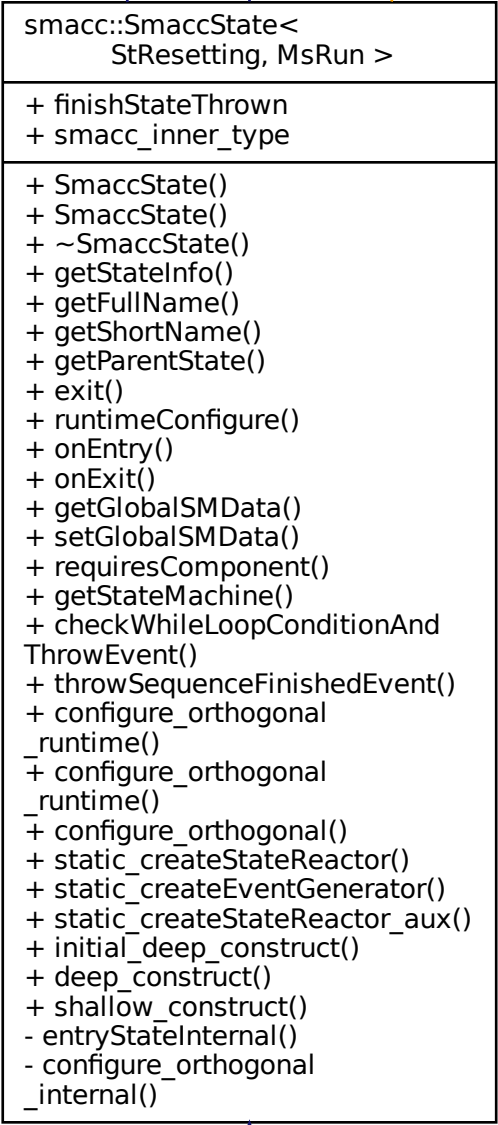 smacc::SmaccState<
StResetting, MsRun >
+ finishStateThrown
+ smacc_inner_type
+ SmaccState()
+ SmaccState()
+ ~SmaccState()
+ getStateInfo()
+ getFullName()
+ getShortName()
+ getParentState()
+ exit()
+ runtimeConfigure()
+ onEntry()
+ onExit()
+ getGlobalSMData()
+ setGlobalSMData()
+ requiresComponent()
+ getStateMachine()
+ checkWhileLoopConditionAnd
ThrowEvent()
+ throwSequenceFinishedEvent()
+ configure_orthogonal
_runtime()
+ configure_orthogonal
_runtime()
+ configure_orthogonal()
+ static_createStateReactor()
+ static_createEventGenerator()
+ static_createStateReactor_aux()
+ initial_deep_construct()
+ deep_construct()
+ shallow_construct()
- entryStateInternal()
- configure_orthogonal
_internal()